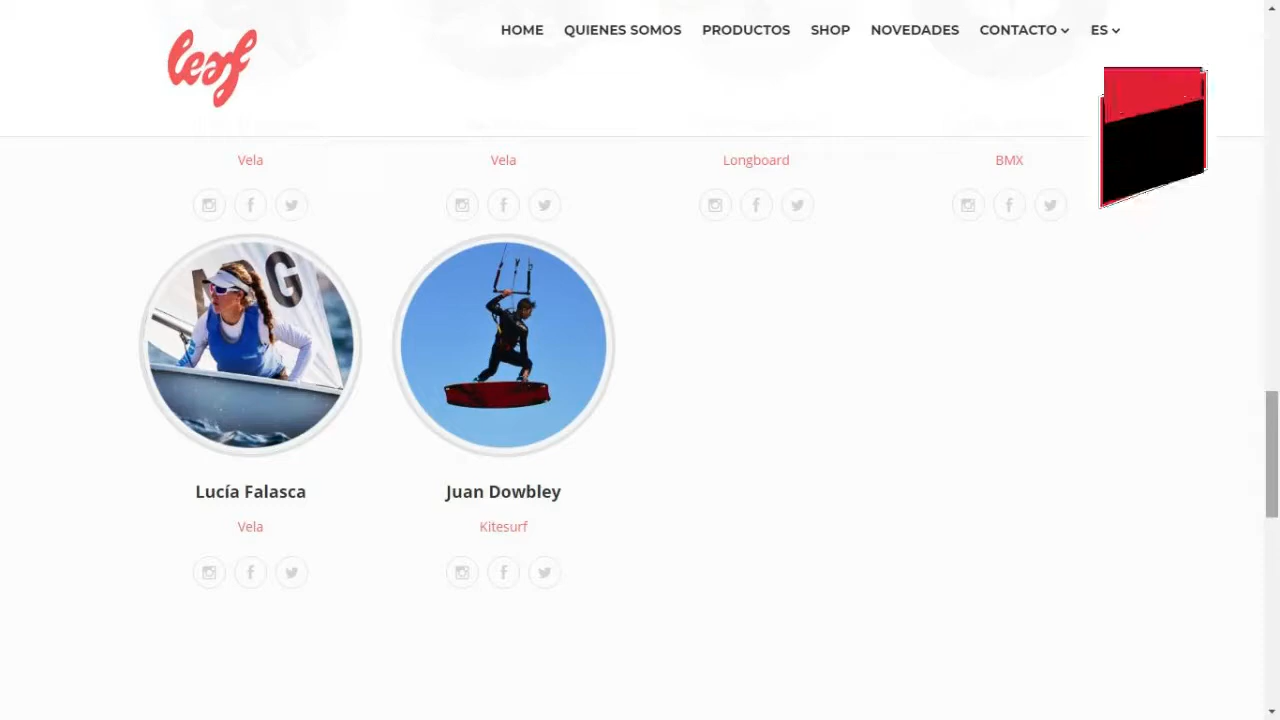 leaf
HOME QUIENES SOMOS PRODUCTOS SHOP NOVEDADES CONTACTO ES
Vela Vela Longboard BMX
ARG
Lucía Falasca Juan Dowbley
Vela Kitesurf